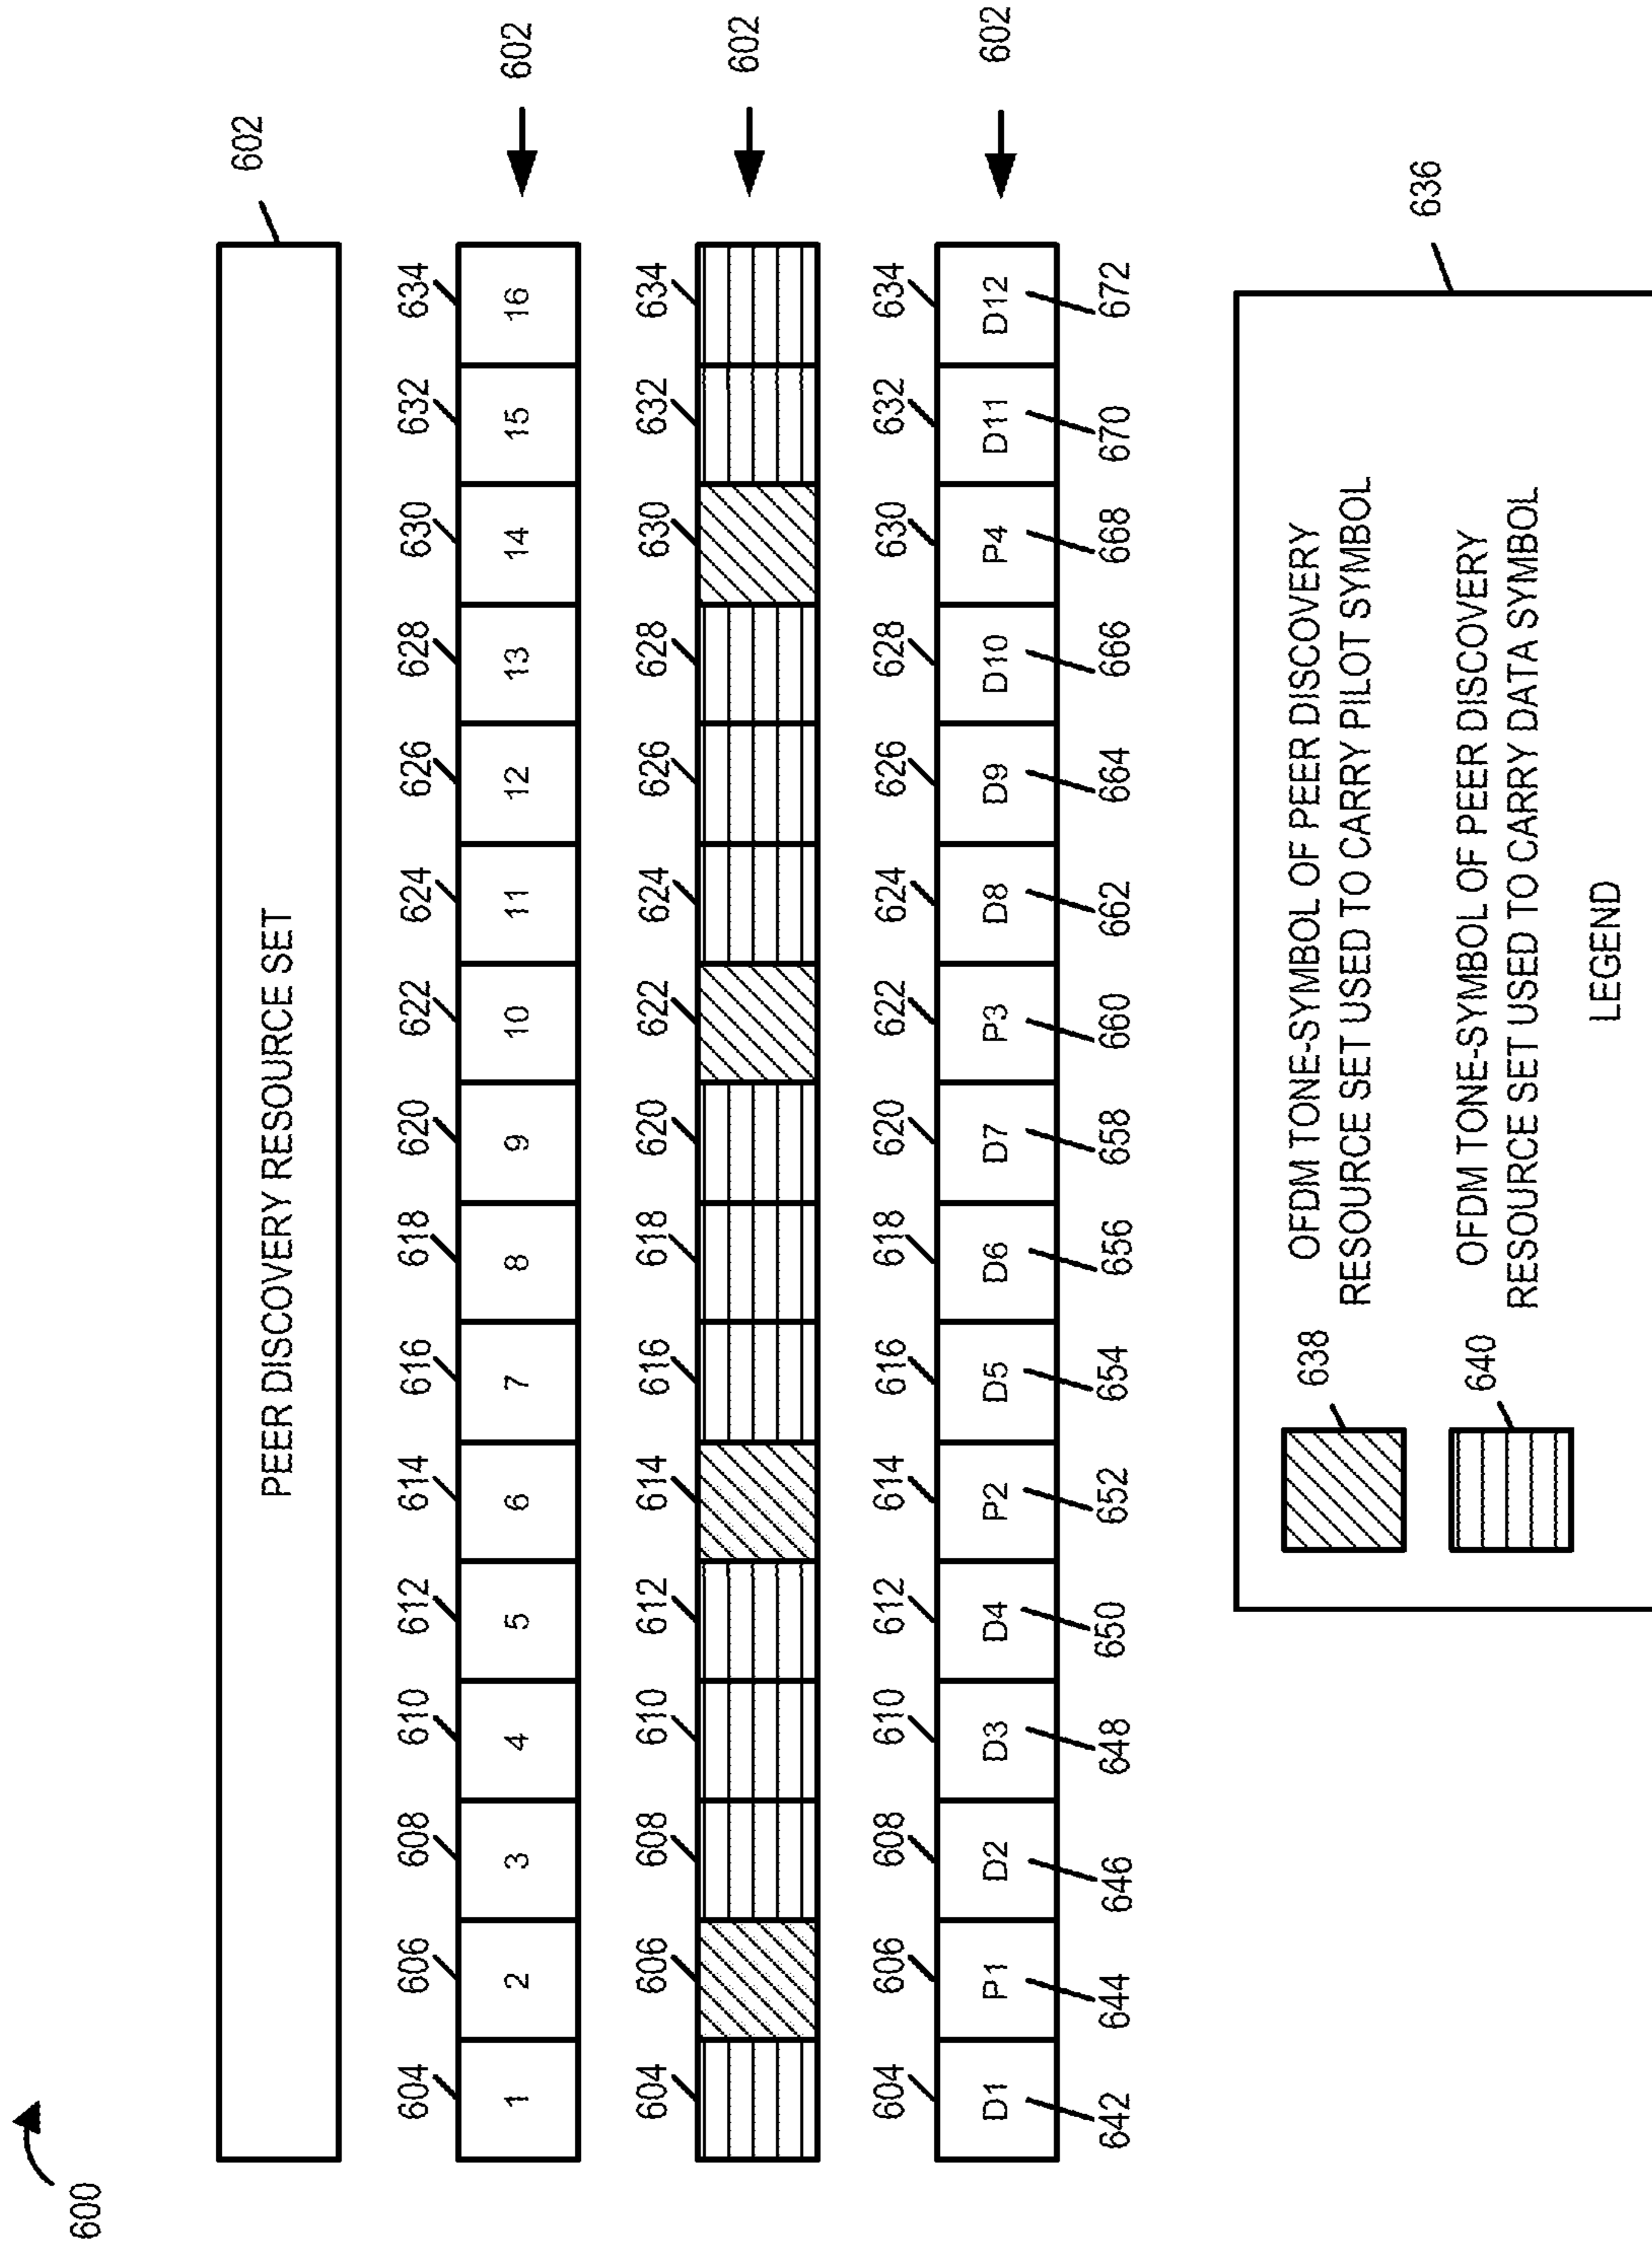 600
PEER DISCOVERY RESOURCE SET
602
604 606 608 610 612 614 616 618 620 622 624 626 628 630 632 634
1 2 3 4 5 6 7 8 9 10 11 12 13 14 15 16
602
604 606 608 610 612 614 616 618 620 622 624 626 628 630 632 634
602
604 606 608 610 612 614 616 618 620 622 624 626 628 630 632 634
D1 P1 D2 D3 D4 P2 D5 D6 D7 P3 D8 D9 D10 P4 D11 D12
602
642 644 646 648 650 652 654 656 658 660 662 664 666 668 670 672
636
638
OFDM TONE-SYMBOL OF PEER DISCOVERY
RESOURCE SET USED TO CARRY PILOT SYMBOL
640
OFDM TONE-SYMBOL OF PEER DISCOVERY
RESOURCE SET USED TO CARRY DATA SYMBOL
LEGEND